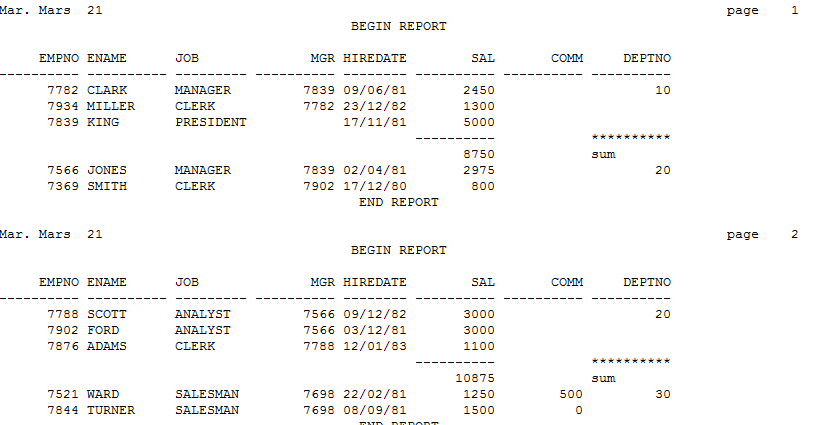 Mar. Mars  21                                                                              page    1
                                            BEGIN REPORT
     EMPNO ENAME      JOB              MGR HIREDATE        SAL       COMM     DEPTNO
---------- ---------- --------- ---------- -------- ---------- ---------- ----------
      7782 CLARK      MANAGER         7839 09/06/81       2450                    10
      7934 MILLER     CLERK           7782 23/12/82       1300
      7839 KING       PRESIDENT            17/11/81       5000
                                                    ----------            **********
                                                          8750            sum
      7566 JONES      MANAGER         7839 02/04/81       2975                    20
      7369 SMITH      CLERK           7902 17/12/80        800
                                             END REPORT
Mar. Mars  21                                                                              page    2
                                            BEGIN REPORT
     EMPNO ENAME      JOB              MGR HIREDATE        SAL       COMM     DEPTNO
---------- ---------- --------- ---------- -------- ---------- ---------- ----------
      7788 SCOTT      ANALYST         7566 09/12/82       3000                    20
      7902 FORD       ANALYST         7566 03/12/81       3000
      7876 ADAMS      CLERK           7788 12/01/83       1100
                                                    ----------            **********
                                                         10875            sum
      7521 WARD       SALESMAN        7698 22/02/81       1250        500         30
      7844 TURNER     SALESMAN        7698 08/09/81       1500          0
                                             END REPORT